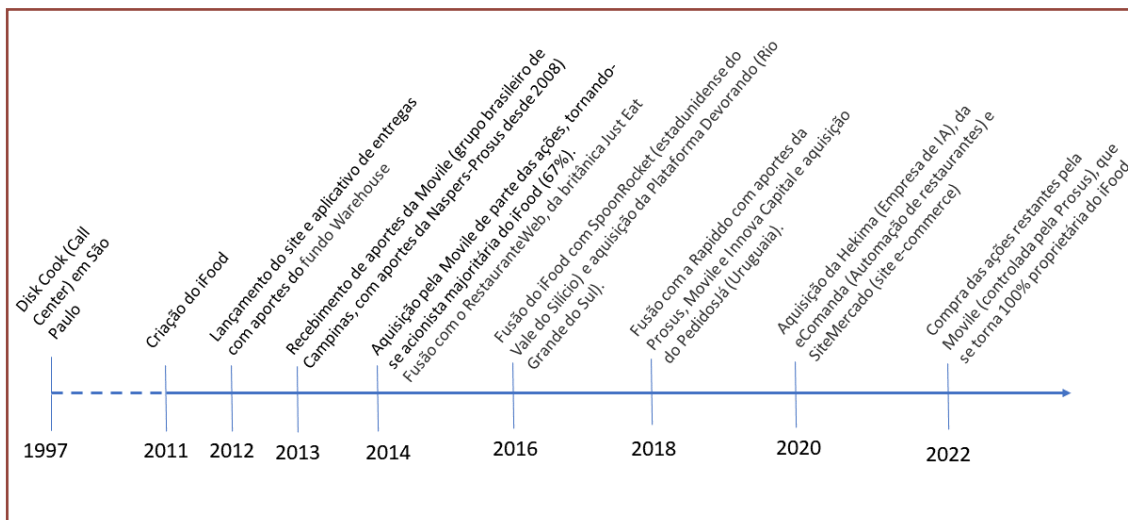 Disk Cook (Call
Center) em São
Paulo
Criação do iFood
Lançamento do site e aplicativo de entregas
com aportes do fundo Warehouse
Recebimento de aportes da Movile (grupo brasileiro de
Campinas, com aportes da Naspers-Prosus desde 2008)
Aquisição pela Movile de parte das ações, tornando-
se acionista majoritária do iFood (67%).
Fusão com o RestauranteWeb, da britânica Just Eat
Fusão do iFood com SpoonRocket (estadunidense do
Vale do Silício) e aquisição da Plataforma Devorando (Rio
Grande do Sul).
Fusão com a Rapiddo com aportes da
Prosus, Movile e Innova Capital e aquisição
do PedidosJá (Uruguaia).
Aquisição da Hekima (Empresa de IA), da
eComanda (Automação de restaurantes) e
SiteMercado (Site e-commerce)
Compra das ações restantes pela
Movile (controlada pela Prosus), que
se torna 100% proprietária do iFood
1997
2011
2012
2013
2014
2016
2018
2020
2022